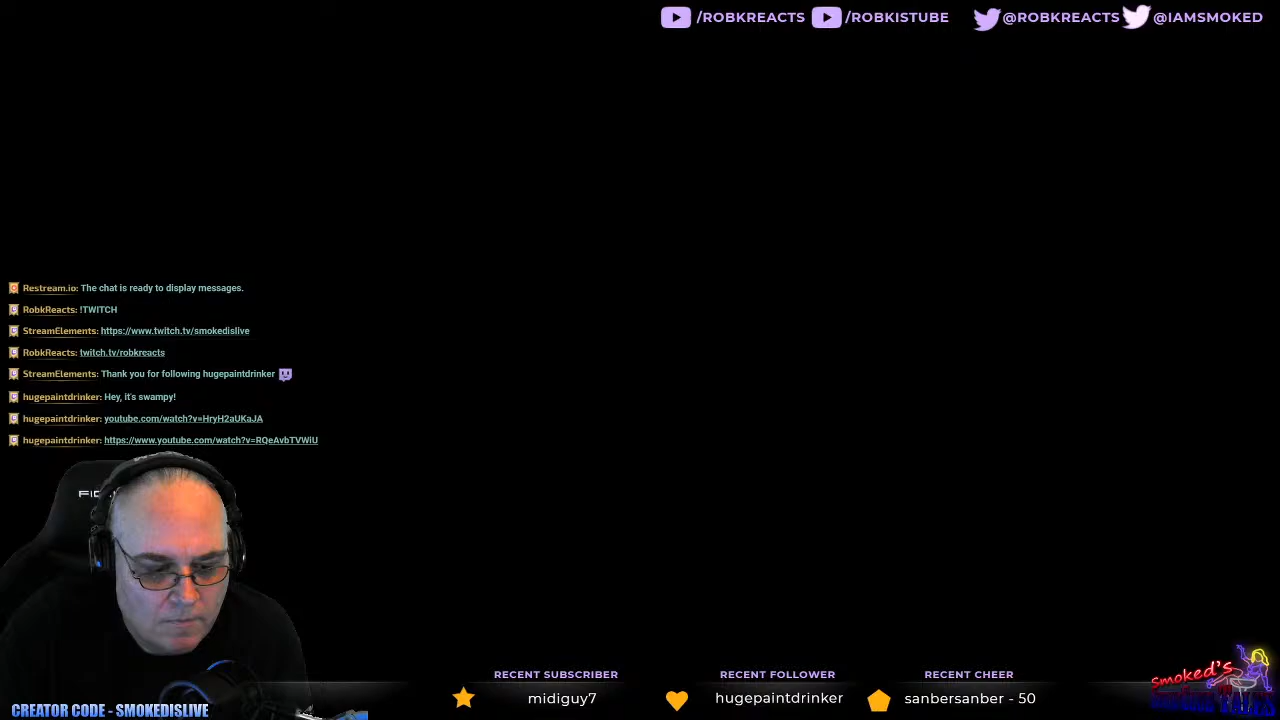 /ROBKREACTS /ROBKISTUBE @ROBKREACTS @IAMSMOKED
Restream.io: The chat is ready to display messages.
RobkReacts: !TWITCH
StreamElements: https://www.twitch.tv/smokedislive
RobkReacts: twitch.tv/robkreacts
StreamElements: Thank you for following hugepaintdrinker
hugepaintdrinker: Hey, it's swampy!
hugepaintdrinker: youtube.com/watch?v=HryH2aUKaJA
hugepaintdrinker: https://www.youtube.com/watch?v=RQeAvbTVWiU
RECENT SUBSCRIBER RECENT FOLLOWER RECENT CHEER
midiguy7 hugepaintdrinker sanbersanber - 50
Smoked's
CREATOR CODE - SMOKEDISLIVE